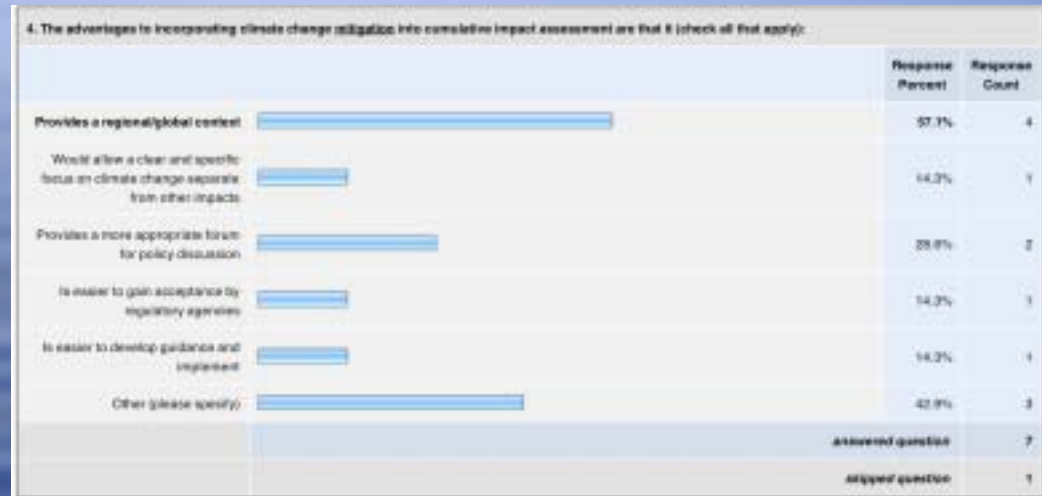 4. The advantages to incorporating climate change mitigation into cumulative impact assessment are that it (check all that apply):
Response Percent
Response Count
Provides a regional/global context
57.1%
4
Would allow a clear and specific
focus on climate change separate
from other impacts
14.3%
1
Provides a more appropriate forum
for policy discussion
28.6%
2
Is easier to gain acceptance by
regulatory agencies
14.3%
1
Is easier to develop guidance and
implement
14.3%
1
Other (please specify)
42.9%
3
answered question
7
skipped question
1